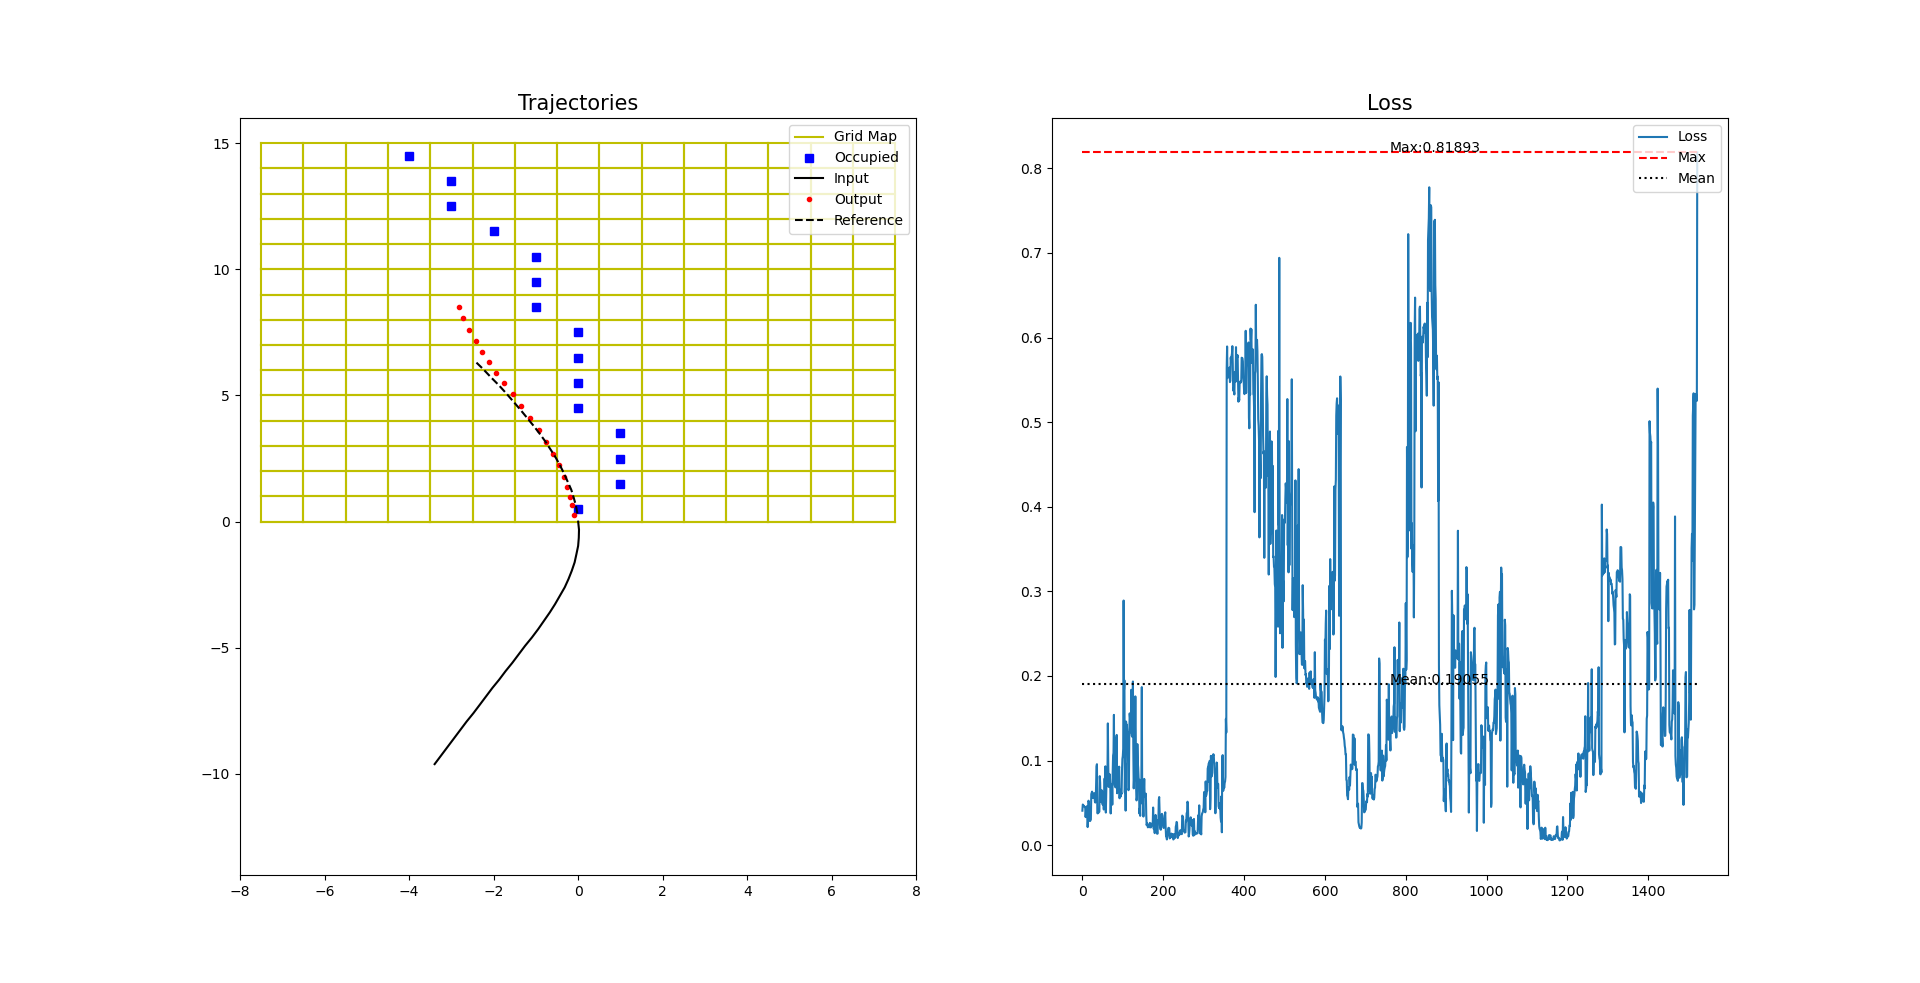 Trajectories
15
10
5
0
−5
−10
−8
−6
−4
−2
0
2
4
6
8
Grid Map
Occupied
Input
Output
Reference
Loss
0.8
0.7
0.6
0.5
0.4
0.3
0.2
0.1
0.0
0
200
400
600
800
1000
1200
1400
Max:0.81893
Mean:0.19055
Loss
Max
Mean